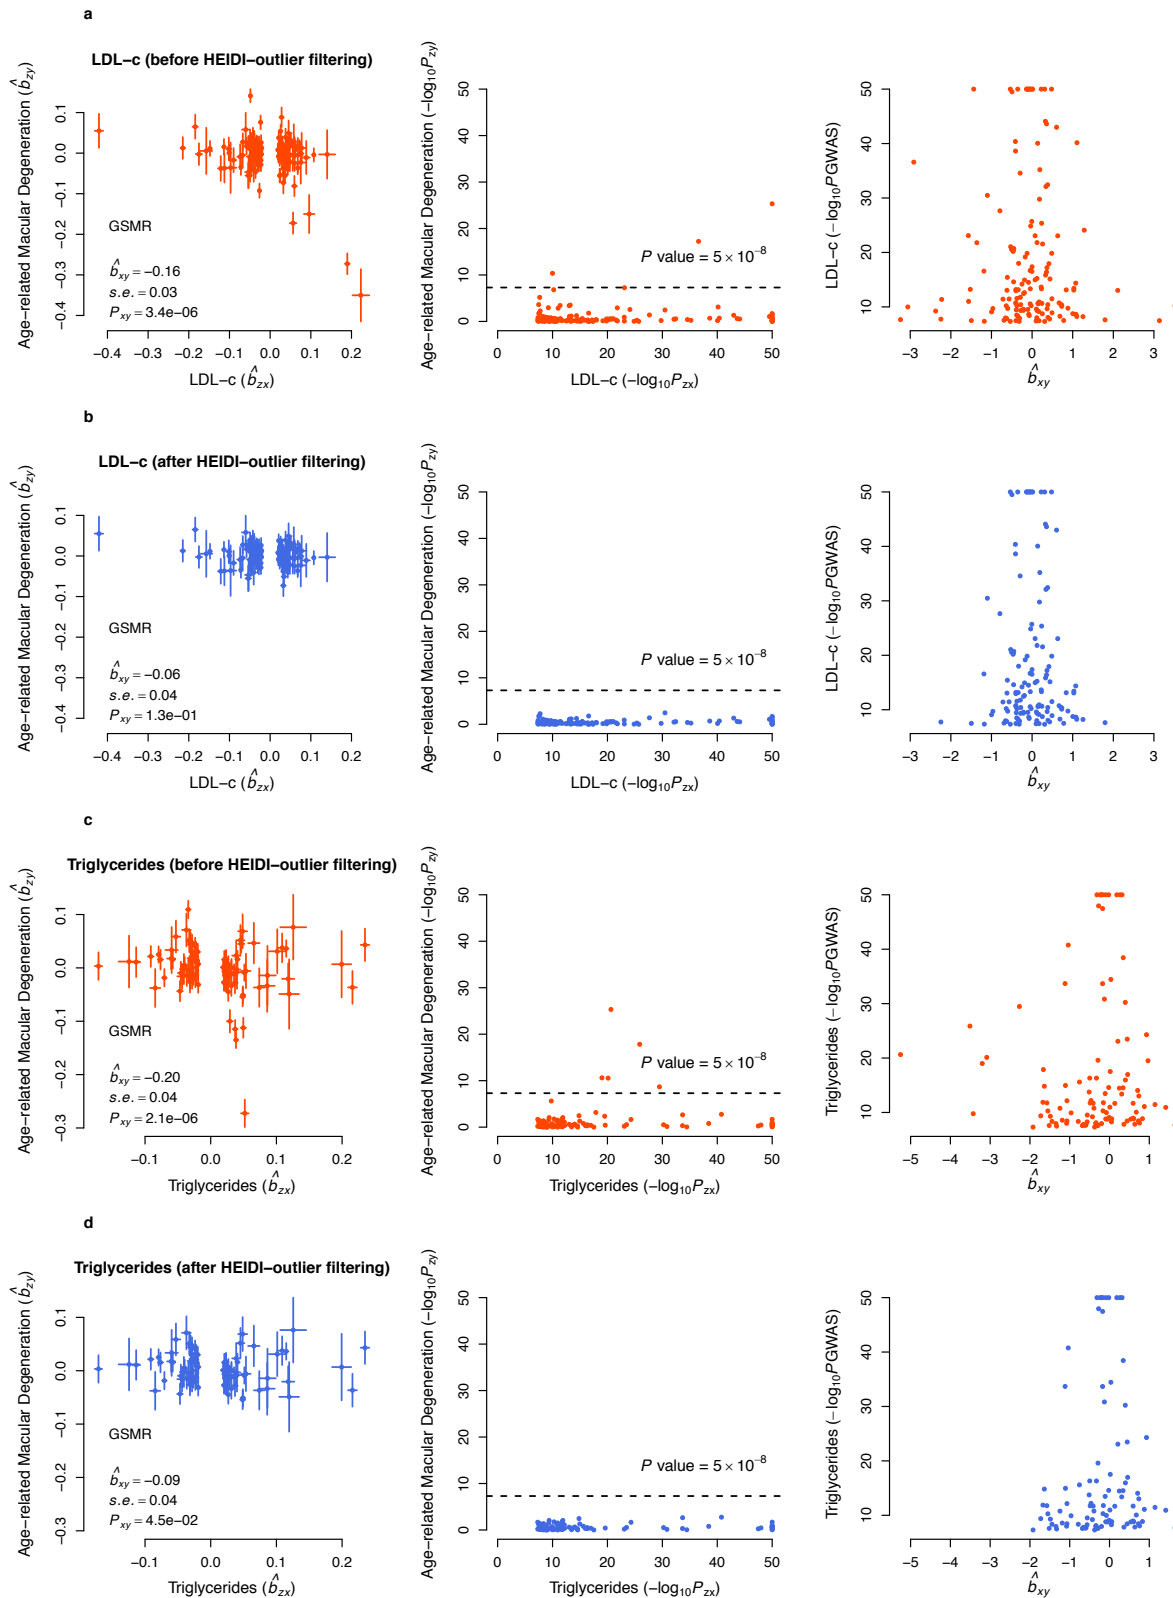 a
LDL−c (before HEIDI−outlier filtering)
Age−related Macular Degeneration (b̂zy)
0.1
0.0
−0.1
−0.2
−0.3
−0.4
GSMR
b̂xy = −0.16
s.e. = 0.03
Pxy = 3.4e−06
−0.4 −0.3 −0.2 −0.1 0.0 0.1 0.2
LDL−c (b̂zx)
Age−related Macular Degeneration (−log10Pzy)
50
40
30
20
10
0
P value = 5 × 10−8
0 10 20 30 40 50
LDL−c (−log10Pzx)
LDL−c (−log10PGWAS)
50
40
30
20
10
−3 −2 −1 0 1 2 3
b̂xy
b
LDL−c (after HEIDI−outlier filtering)
Age−related Macular Degeneration (b̂zy)
0.1
0.0
−0.1
−0.2
−0.3
−0.4
GSMR
b̂xy = −0.06
s.e. = 0.04
Pxy = 1.3e−01
−0.4 −0.3 −0.2 −0.1 0.0 0.1 0.2
LDL−c (b̂zx)
Age−related Macular Degeneration (−log10Pzy)
50
40
30
20
10
0
P value = 5 × 10−8
0 10 20 30 40 50
LDL−c (−log10Pzx)
LDL−c (−log10PGWAS)
50
40
30
20
10
−3 −2 −1 0 1 2 3
b̂xy
c
Triglycerides (before HEIDI−outlier filtering)
Age−related Macular Degeneration (b̂zy)
0.1
0.0
−0.1
−0.2
−0.3
GSMR
b̂xy = −0.20
s.e. = 0.04
Pxy = 2.1e−06
−0.1 0.0 0.1 0.2
Triglycerides (b̂zx)
Age−related Macular Degeneration (−log10Pzy)
50
40
30
20
10
0
P value = 5 × 10−8
0 10 20 30 40 50
Triglycerides (−log10Pzx)
Triglycerides (−log10PGWAS)
50
40
30
20
10
−5 −4 −3 −2 −1 0 1
b̂xy
d
Triglycerides (after HEIDI−outlier filtering)
Age−related Macular Degeneration (b̂zy)
0.1
0.0
−0.1
−0.2
−0.3
GSMR
b̂xy = −0.09
s.e. = 0.04
Pxy = 4.5e−02
−0.1 0.0 0.1 0.2
Triglycerides (b̂zx)
Age−related Macular Degeneration (−log10Pzy)
50
40
30
20
10
0
P value = 5 × 10−8
0 10 20 30 40 50
Triglycerides (−log10Pzx)
Triglycerides (−log10PGWAS)
50
40
30
20
10
−5 −4 −3 −2 −1 0 1
b̂xy